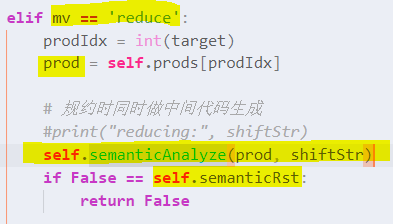 elif mv == 'reduce':
prodIdx = int(target)
prod = self.prods[prodIdx]
# 规约时同时做中间代码生成
#print("reducing:", shiftStr)
self.semanticAnalyze(prod, shiftStr)
if False == self.semanticRst:
return False